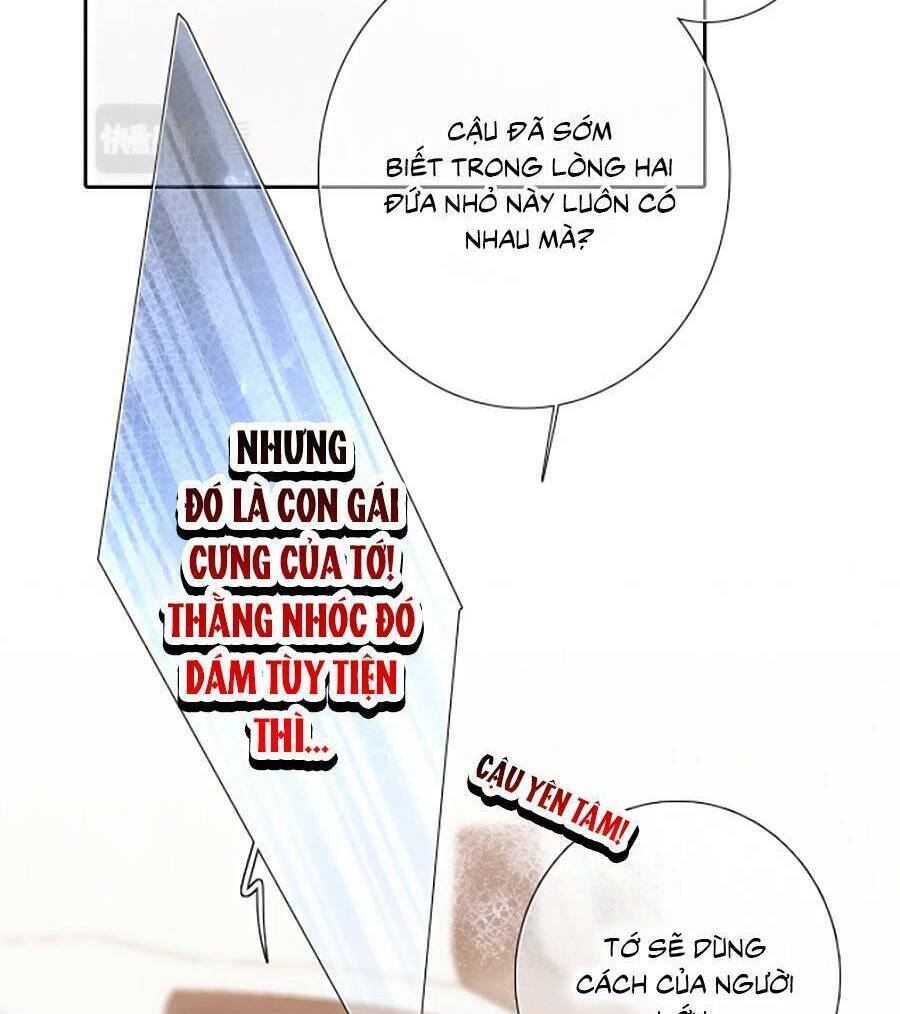 CẬU ĐÃ SỚM
BIẾT TRONG LÒNG HAI
ĐỨA NHỎ NÀY LUÔN CÓ
NHAU MÀ?
NHƯNG
ĐÓ LÀ CON GÁI
CƯNG CỦA TỚ!
THẰNG NHÓC ĐÓ
DÁM TÙY TIỆN
THÌ...
CẬU YÊN TÂM!
TỚ SẼ DÙNG
CÁCH CỦA NGƯỜI